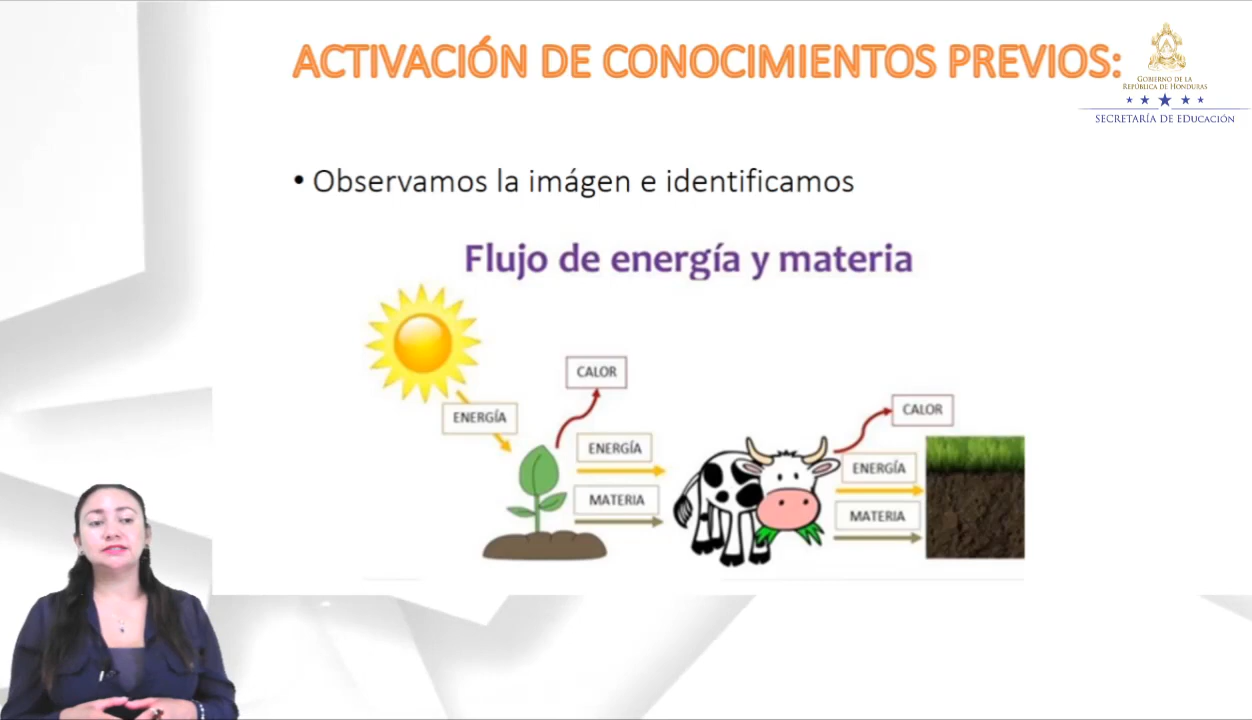 ACTIVACIÓN DE CONOCIMIENTOS PREVIOS:
GOBIERNO DE LA
REPÚBLICA DE HONDURAS
SECRETARÍA DE EDUCACIÓN
• Observamos la imágen e identificamos
Flujo de energía y materia
CALOR
ENERGÍA
CALOR
ENERGÍA
ENERGÍA
MATERIA
MATERIA